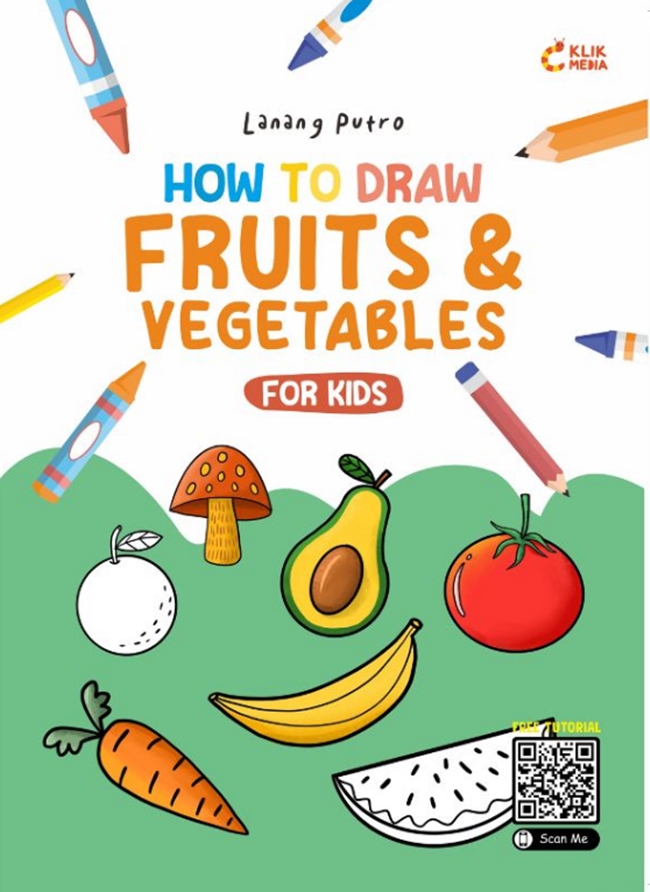 KLIK
MEDIA
Lanang Putro
HOW TO DRAW
FRUITS &
VEGETABLES
FOR KIDS
FREE TUTORIAL
Scan Me